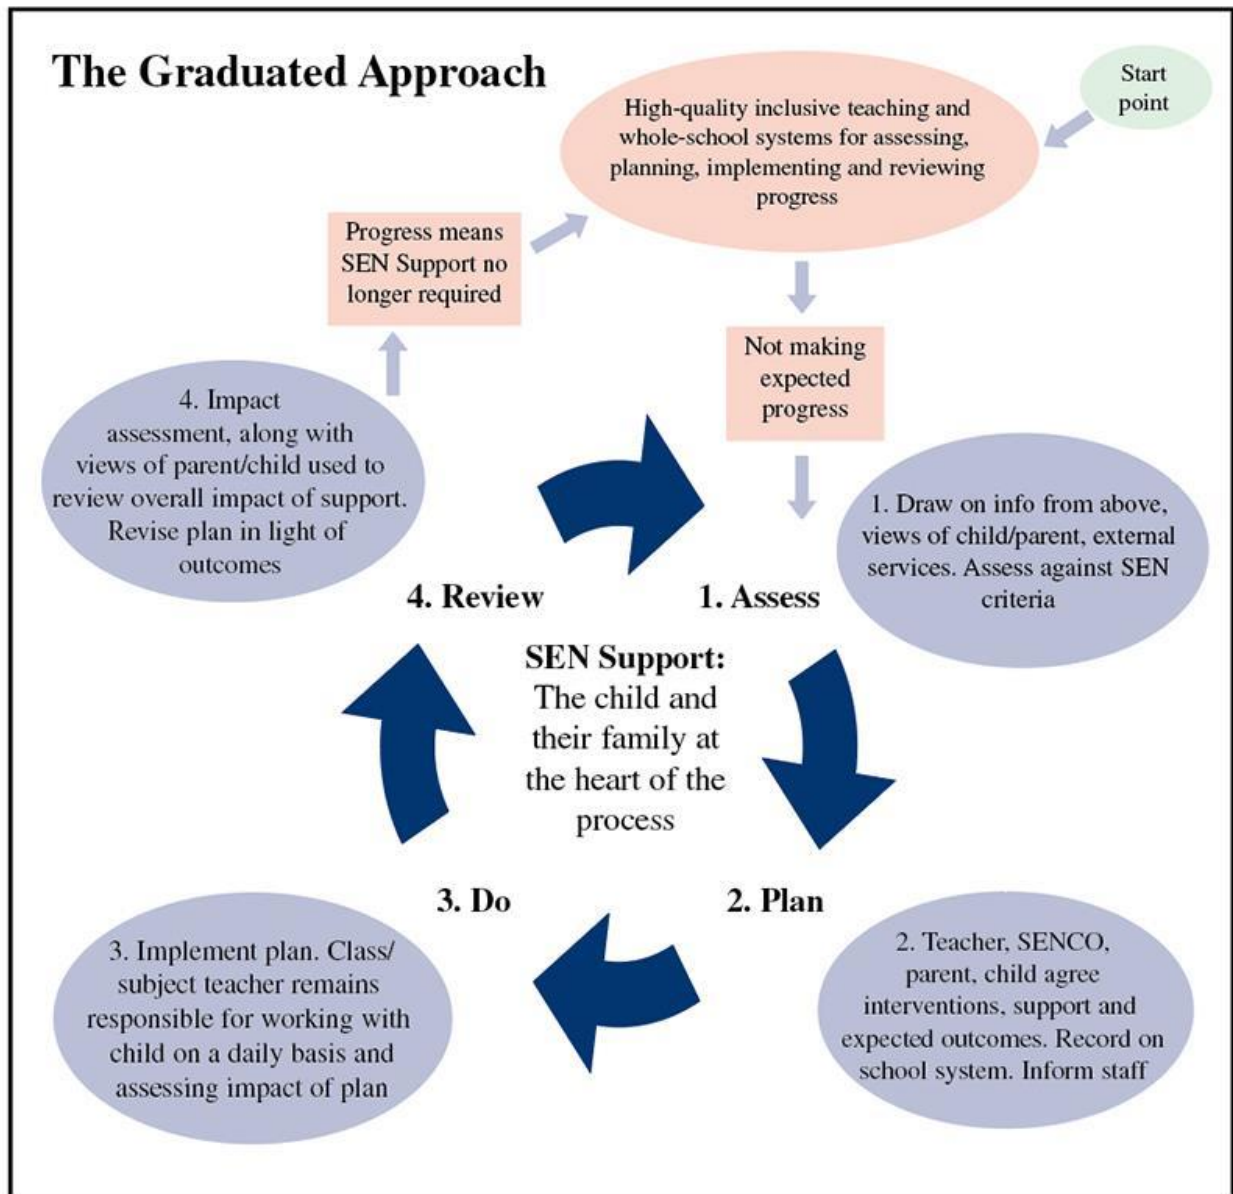 The Graduated Approach
Start
point
High-quality inclusive teaching and
whole-school systems for assessing,
planning, implementing and reviewing
progress
Progress means
SEN Support no
longer required
Not making
expected
progress
4. Impact
assessment, along with
views of parent/child used to
review overall impact of support.
Revise plan in light of
outcomes
1. Draw on info from above,
views of child/parent, external
services. Assess against SEN
criteria
4. Review
1. Assess
SEN Support:
The child and
their family at
the heart of the
process
3. Do
2. Plan
3. Implement plan. Class/
subject teacher remains
responsible for working with
child on a daily basis and
assessing impact of plan
2. Teacher, SENCO,
parent, child agree
interventions, support and
expected outcomes. Record on
school system. Inform staff